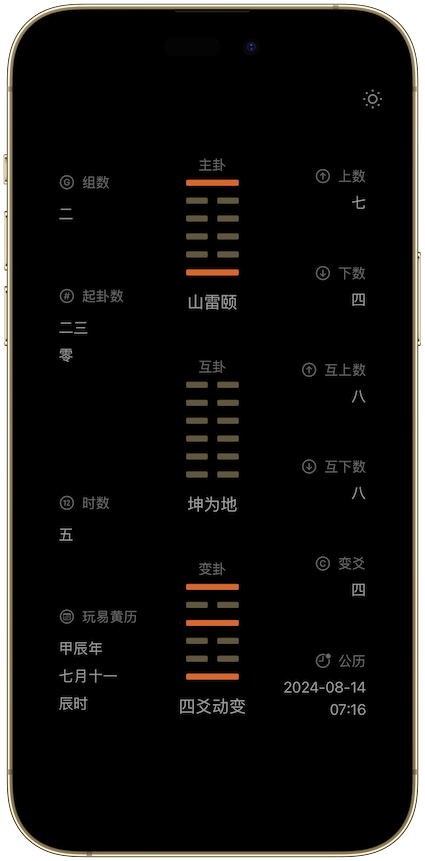 主卦
组数
上数
二
七
下数
起卦数
四
山雷颐
二三
零
互卦
互上数
八
互下数
八
时数
坤为地
五
变卦
变爻
四
玩易黄历
甲辰年
公历
七月十一
2024-08-14
辰时
四爻动变
07:16